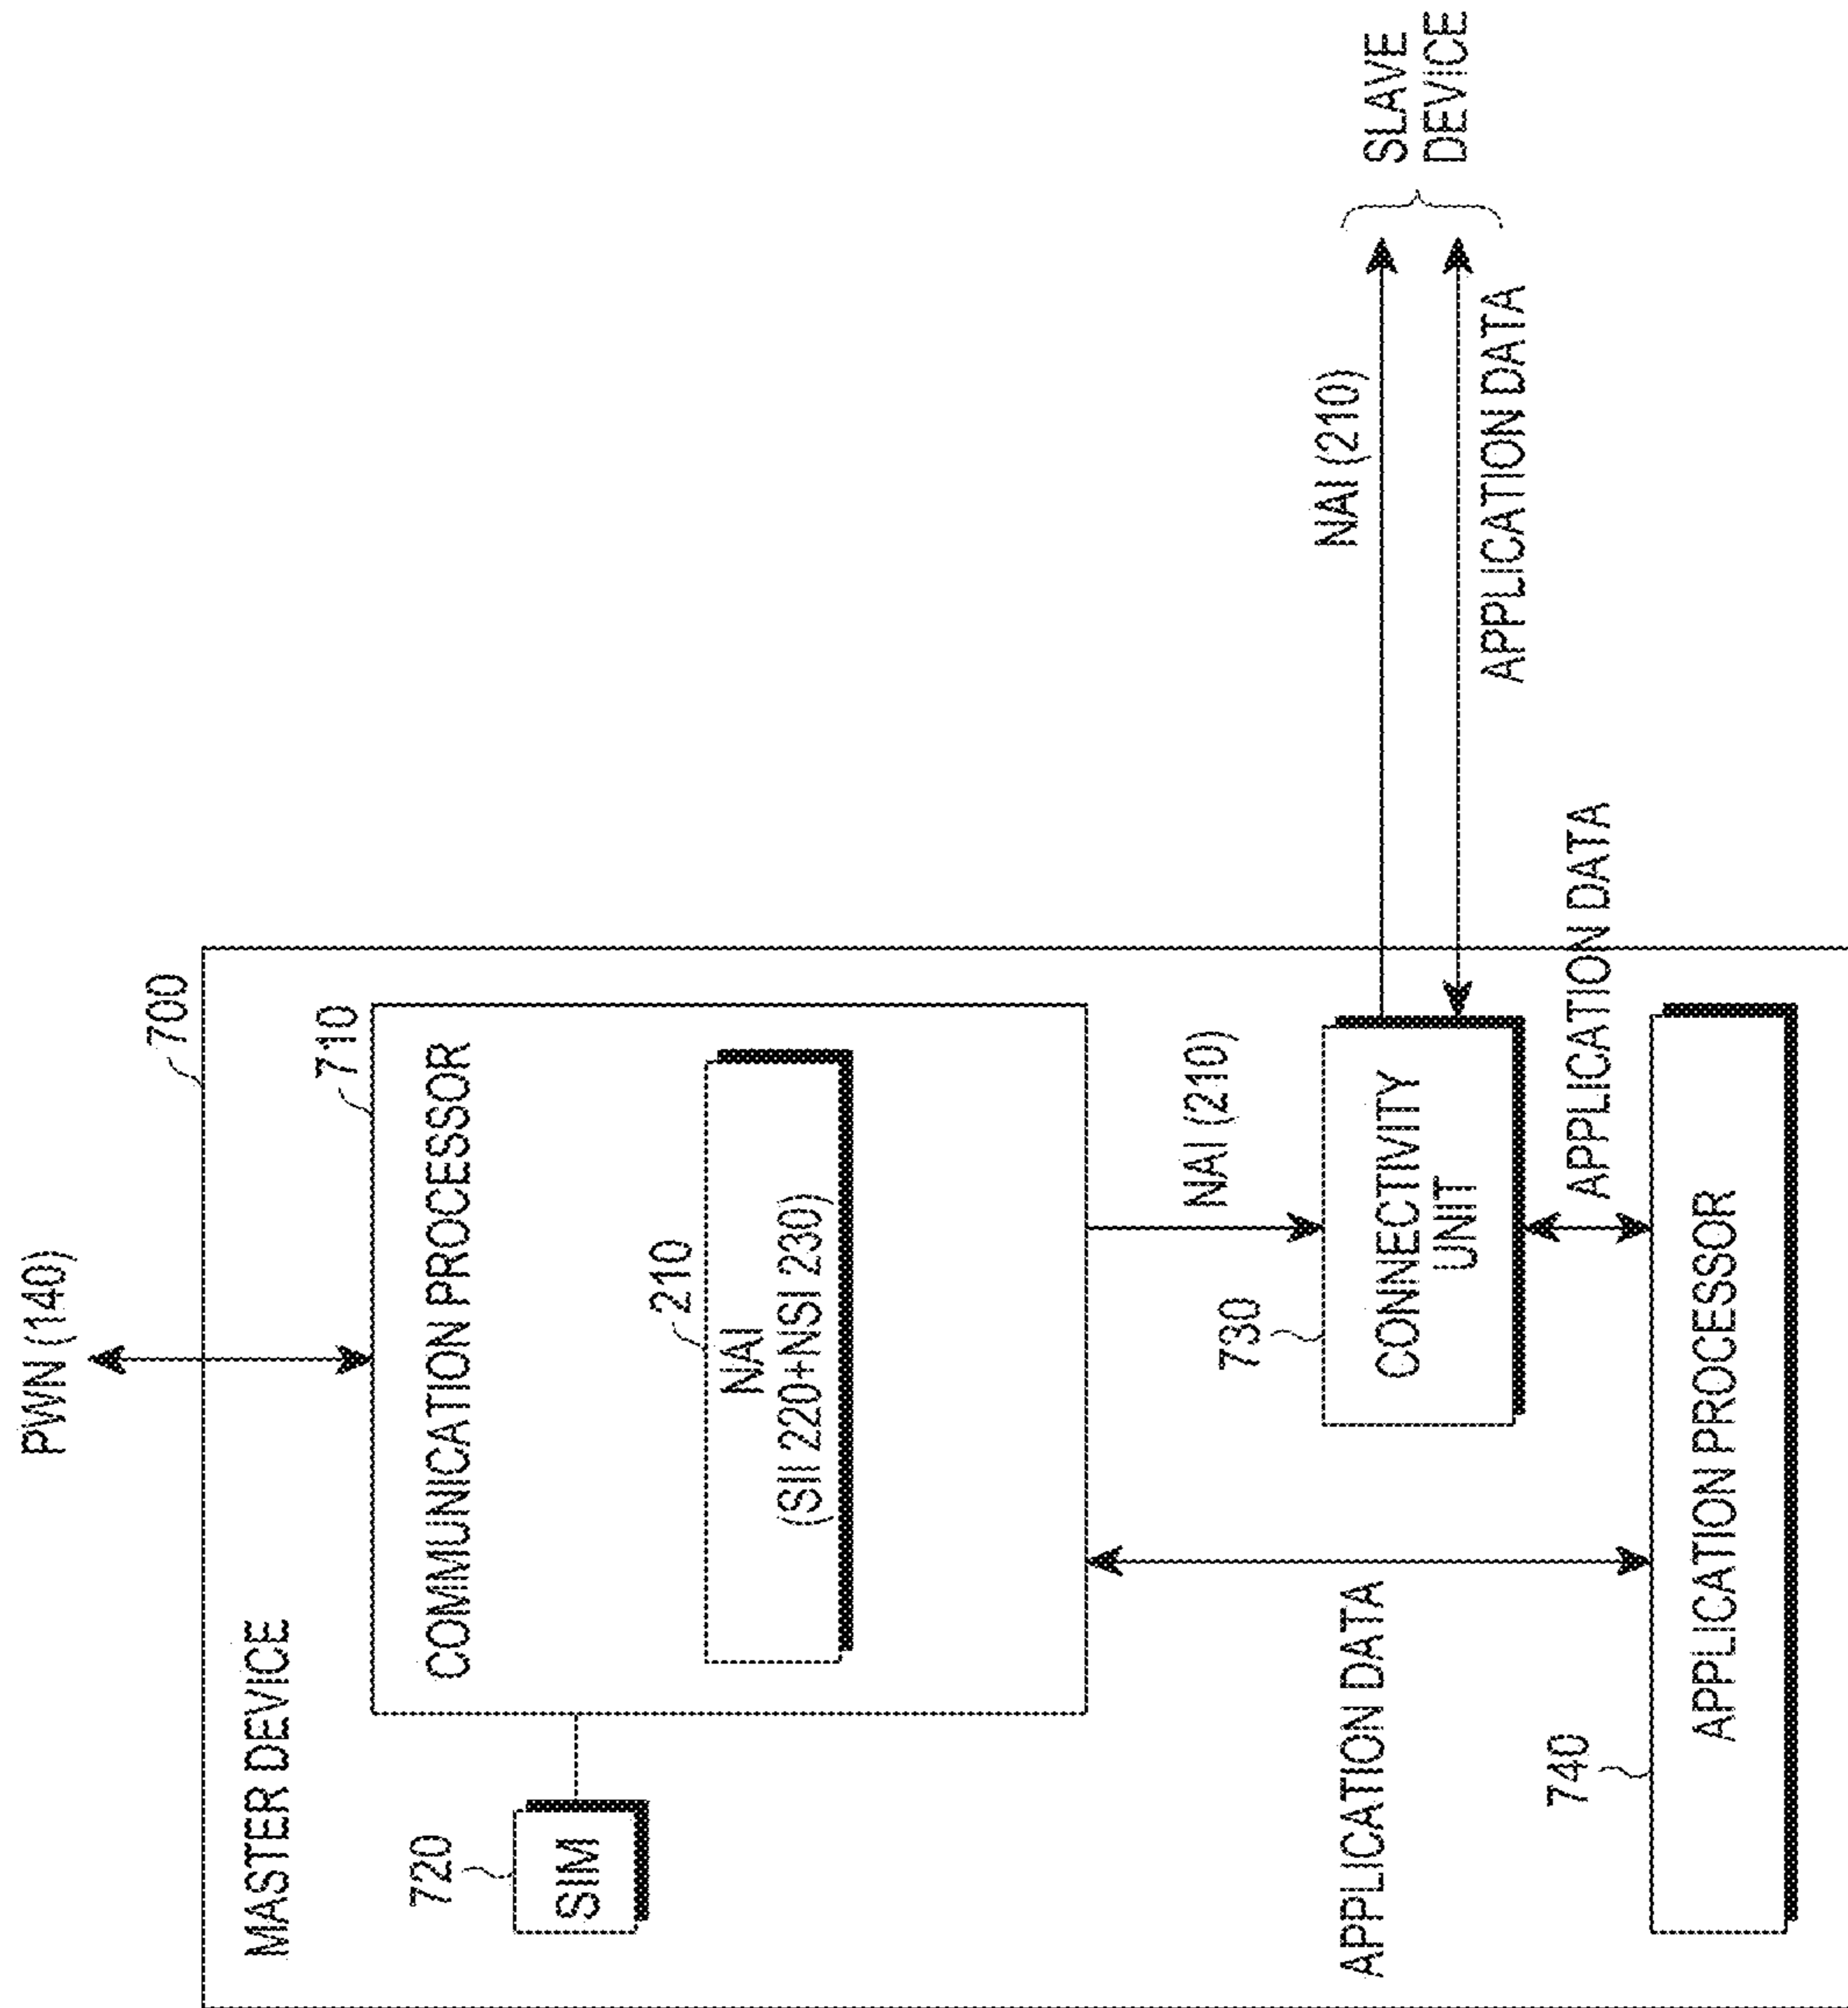 PWN (140)
700
MASTER DEVICE
710
COMMUNICATION PROCESSOR
720
SIM
210
NAI
(SII 220+NSI 230)
NAI (210)
730
CONNECTIVITY
UNIT
NAI (210)
SLAVE
DEVICE
APPLICATION DATA
APPLICATION DATA
APPLICATION DATA
740
APPLICATION PROCESSOR